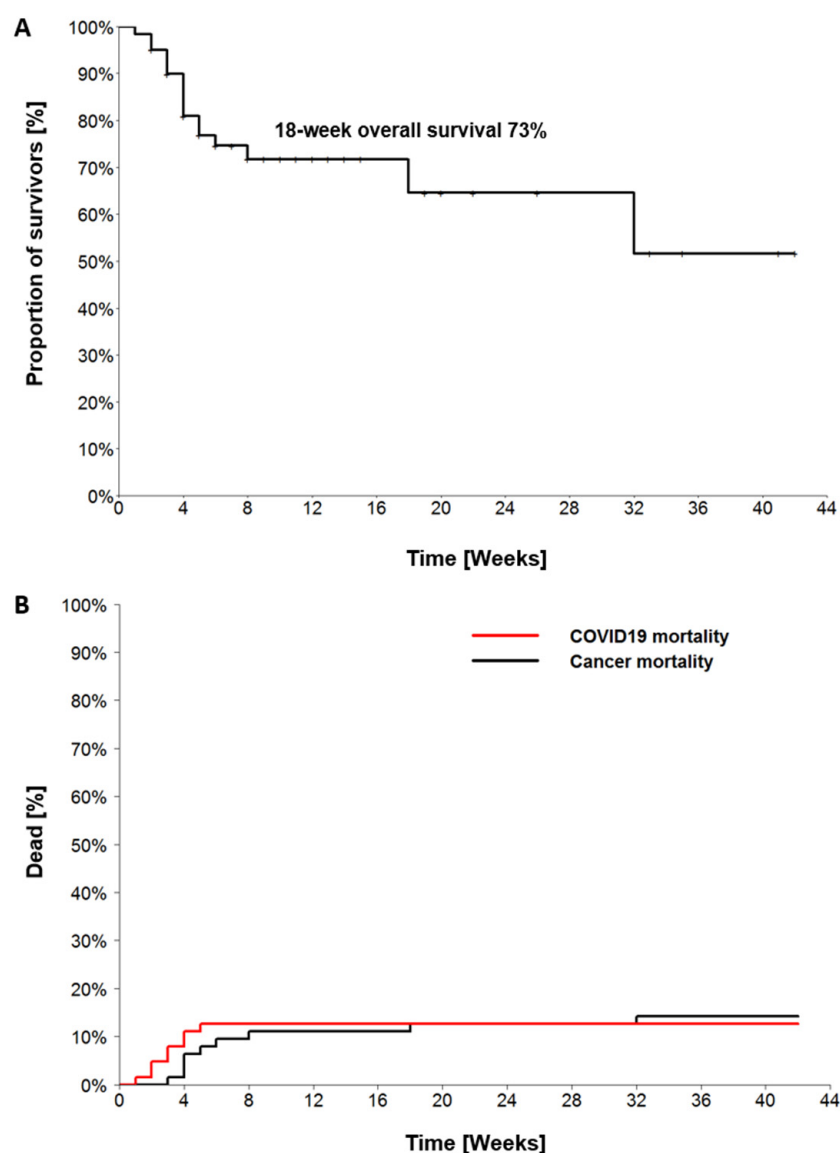 A
100%
90%
80%
70%
60%
50%
40%
30%
20%
10%
0%
Proportion of survivors [%]
18-week overall survival 73%
0 4 8 12 16 20 24 28 32 36 40 44
Time [Weeks]
B
100%
90%
80%
70%
60%
50%
40%
30%
20%
10%
0%
Dead [%]
COVID19 mortality
Cancer mortality
0 4 8 12 16 20 24 28 32 36 40 44
Time [Weeks]